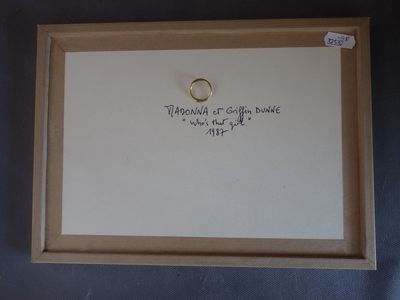 MADONNA et Griffin DUNNE
"Who's that girl"
1987